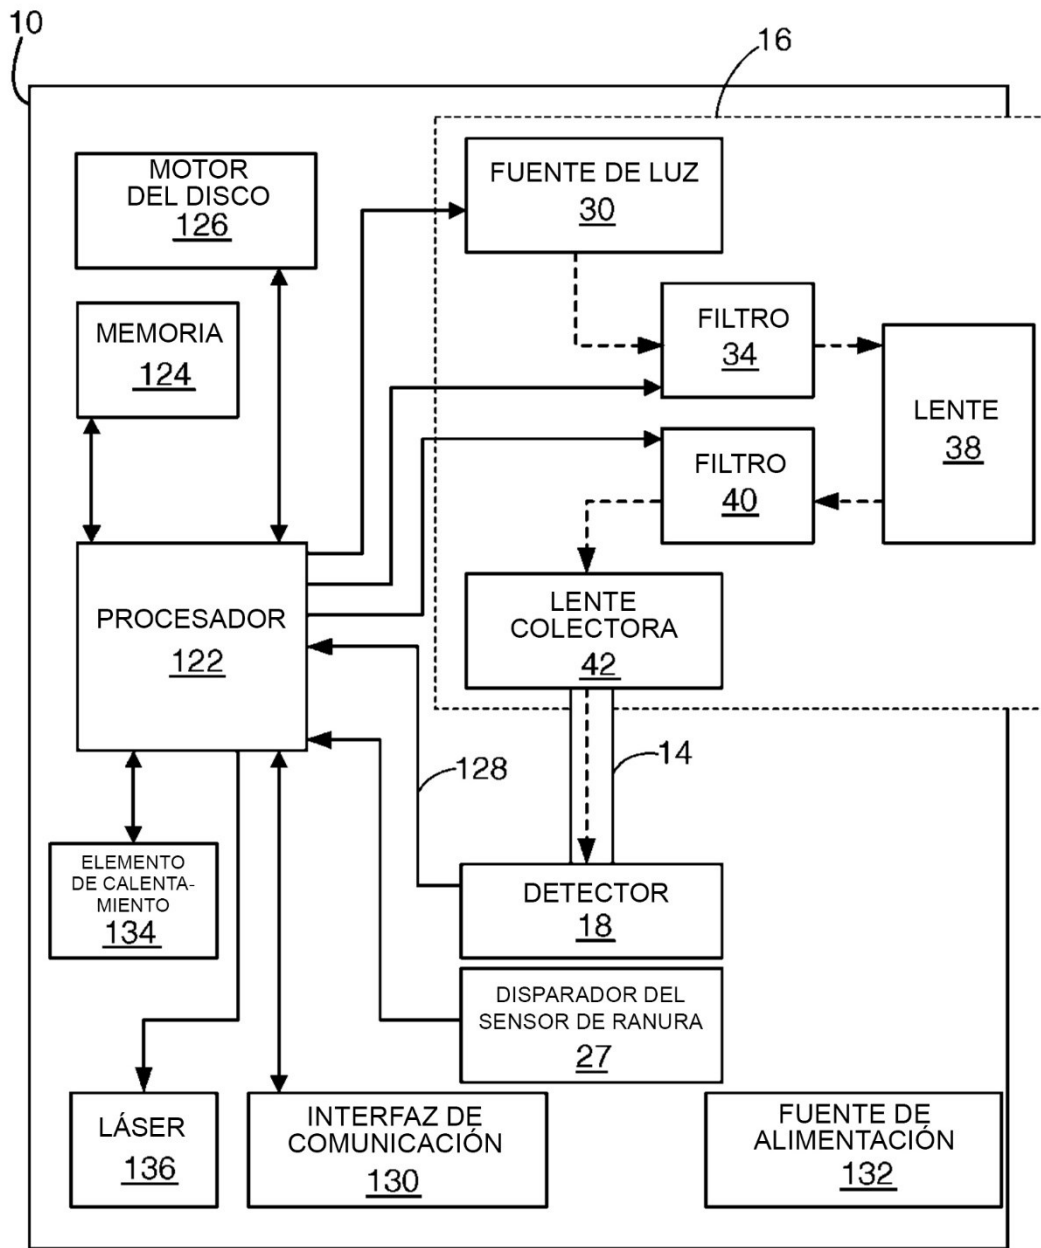 10
16
MOTOR
DEL DISCO
126
FUENTE DE LUZ
30
MEMORIA
124
FILTRO
34
LENTE
38
FILTRO
40
PROCESADOR
122
LENTE
COLECTORA
42
128
14
ELEMENTO
DE CALENTA-
MIENTO
134
DETECTOR
18
DISPARADOR DEL
SENSOR DE RANURA
27
LÁSER
136
INTERFAZ DE
COMUNICACIÓN
130
FUENTE DE
ALIMENTACIÓN
132